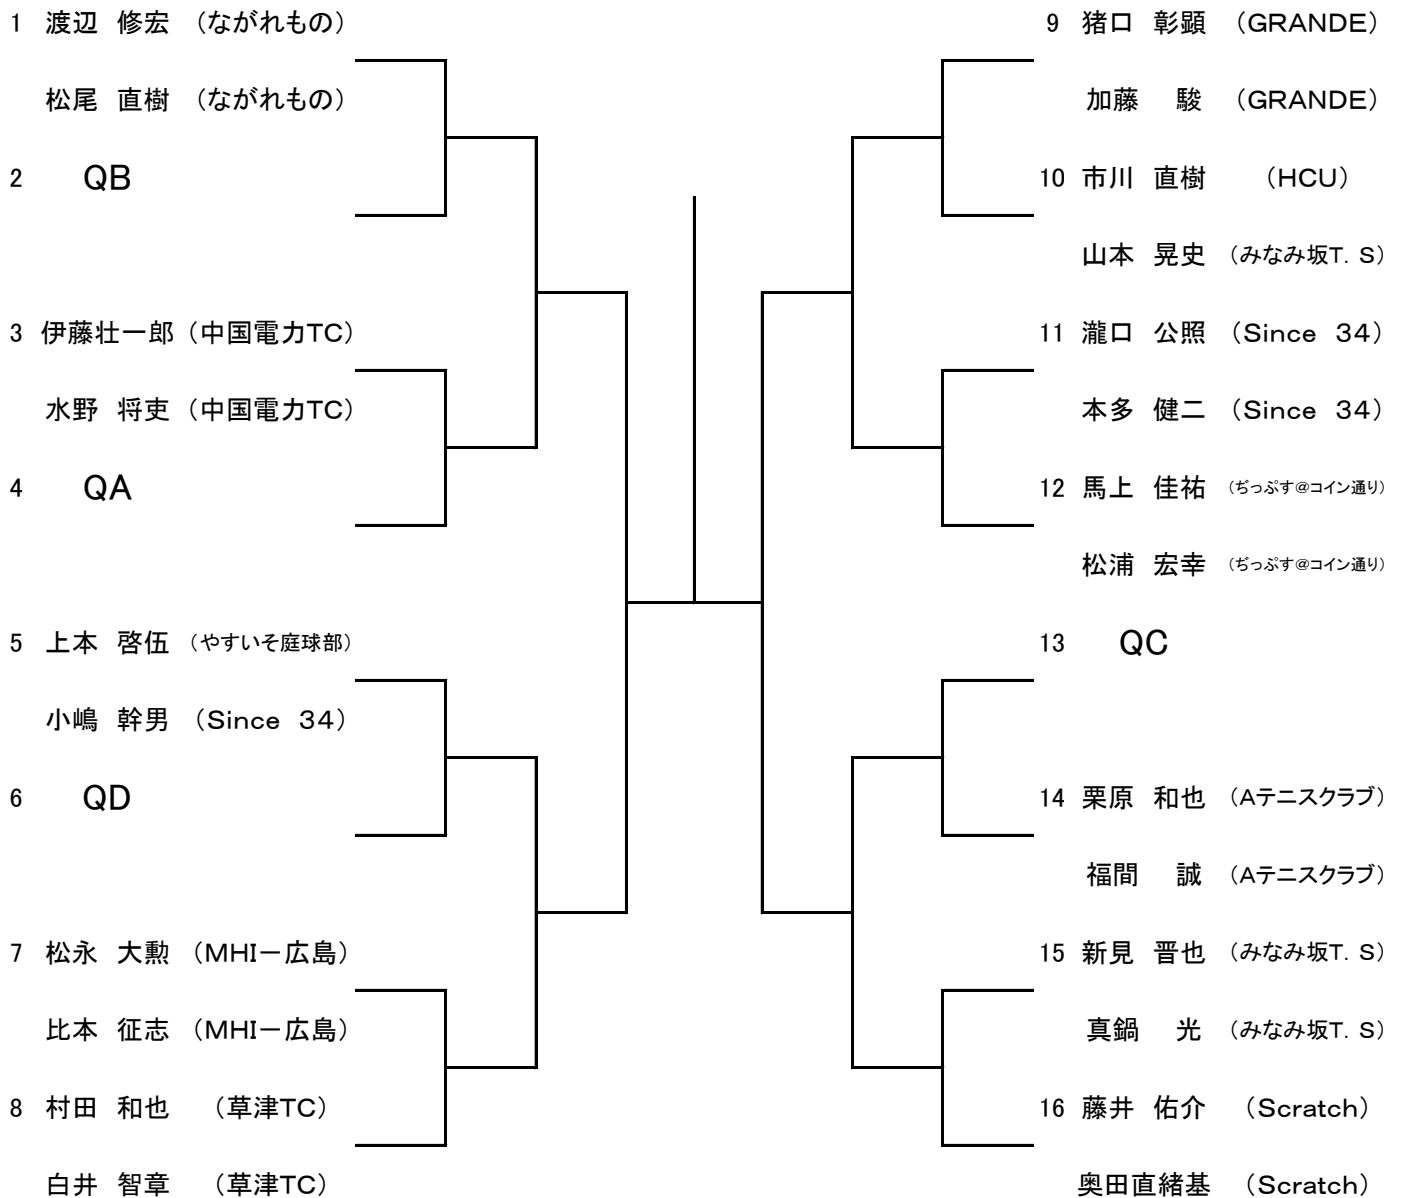 1 渡辺 修宏 (ながれもの)
松尾 直樹 (ながれもの)
2 QB
3 伊藤壮一郎 (中国電力TC)
水野 将吏 (中国電力TC)
4 QA
5 上本 啓伍 (やすいそ庭球部)
小嶋 幹男 (Since 34)
6 QD
7 松永 大勲 (MHI－広島)
比本 征志 (MHI－広島)
8 村田 和也 (草津TC)
白井 智章 (草津TC)
9 猪口 彰顕 (GRANDE)
加藤 駿 (GRANDE)
10 市川 直樹 (HCU)
山本 晃史 (みなみ坂T. S)
11 瀧口 公照 (Since 34)
本多 健二 (Since 34)
12 馬上 佳祐 (ぢっぷす@コイン通り)
松浦 宏幸 (ぢっぷす@コイン通り)
13 QC
14 栗原 和也 (Aテニスクラブ)
福間 誠 (Aテニスクラブ)
15 新見 晋也 (みなみ坂T. S)
真鍋 光 (みなみ坂T. S)
16 藤井 佑介 (Scratch)
奥田直緒基 (Scratch)